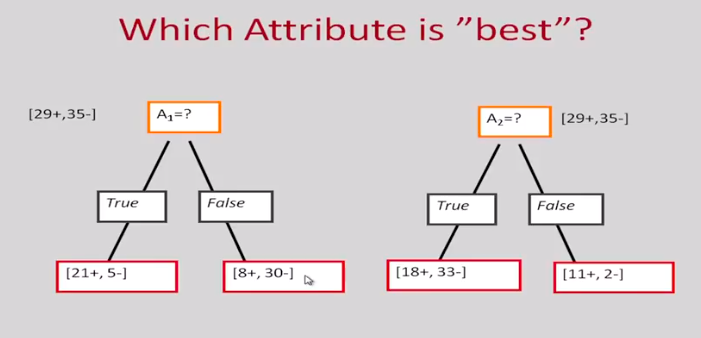 Which Attribute is ”best”?
[29+,35-]
A₁=?
True
False
[21+, 5-]
[8+, 30-]
A₂=?
[29+,35-]
True
False
[18+, 33-]
[11+, 2-]